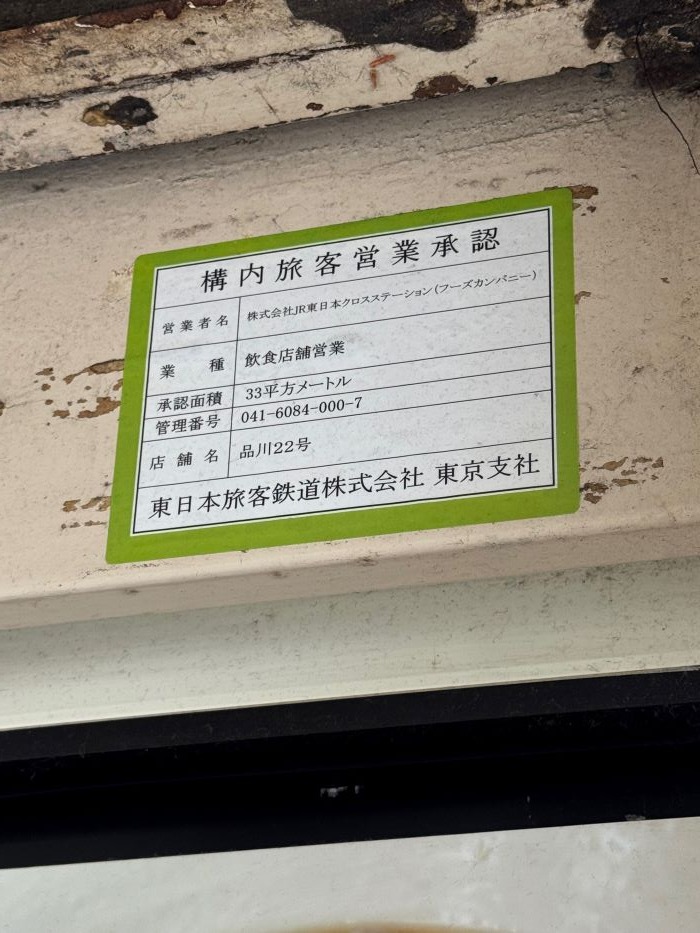 構内旅客営業承認
営業者名 株式会社JR東日本クロスステーション(フーズカンパニー)
業種 飲食店舗営業
承認面積 33平方メートル
管理番号 041-6084-000-7
店舗名 品川22号
東日本旅客鉄道株式会社 東京支社